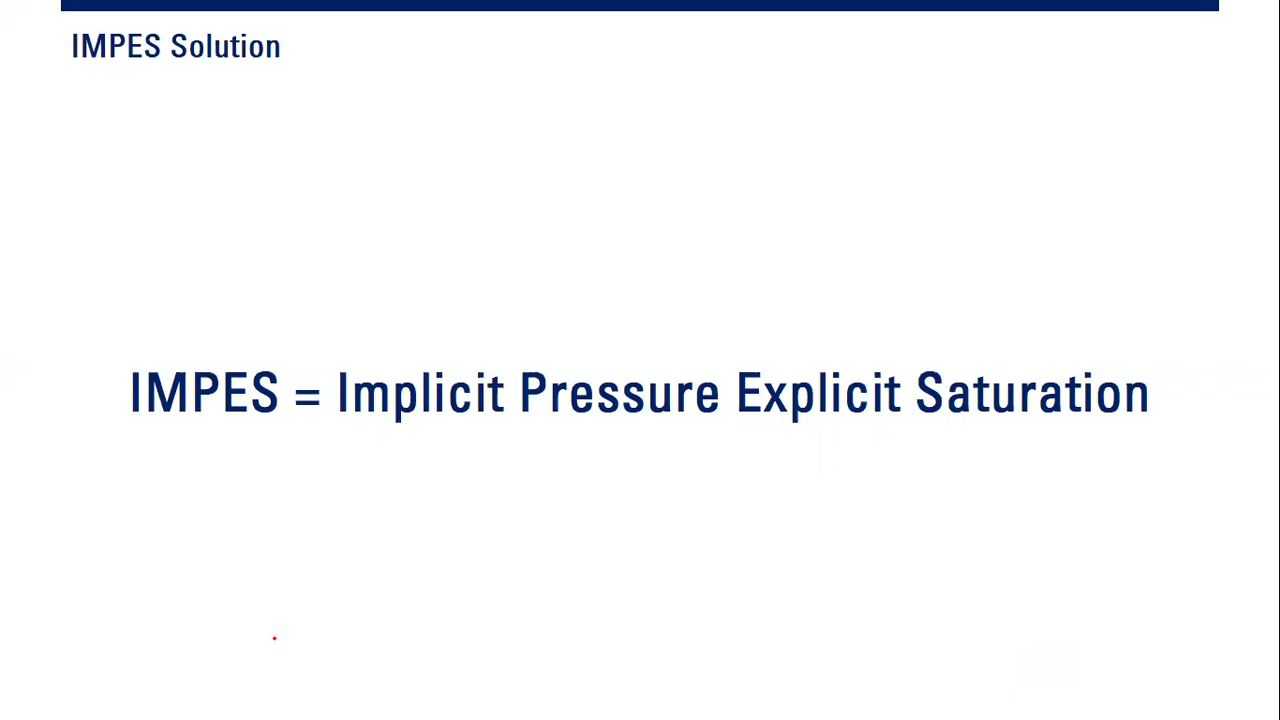 IMPES Solution
IMPES = Implicit Pressure Explicit Saturation